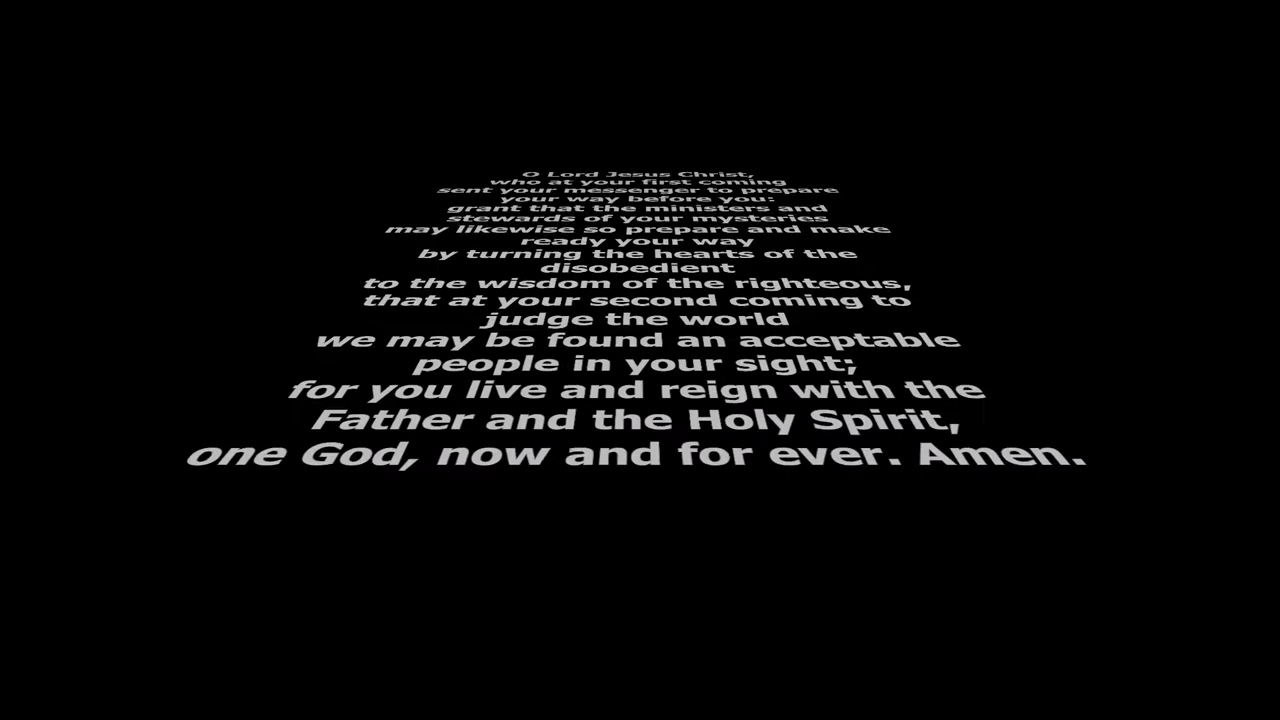 O Lord Jesus Christ,
who at your first coming
sent your messenger to prepare
your way before you:
grant that the ministers and
stewards of your mysteries
may likewise so prepare and make
ready your way
by turning the hearts of the
disobedient
to the wisdom of the righteous,
that at your second coming to
judge the world
we may be found an acceptable
people in your sight;
for you live and reign with the
Father and the Holy Spirit,
one God, now and for ever. Amen.